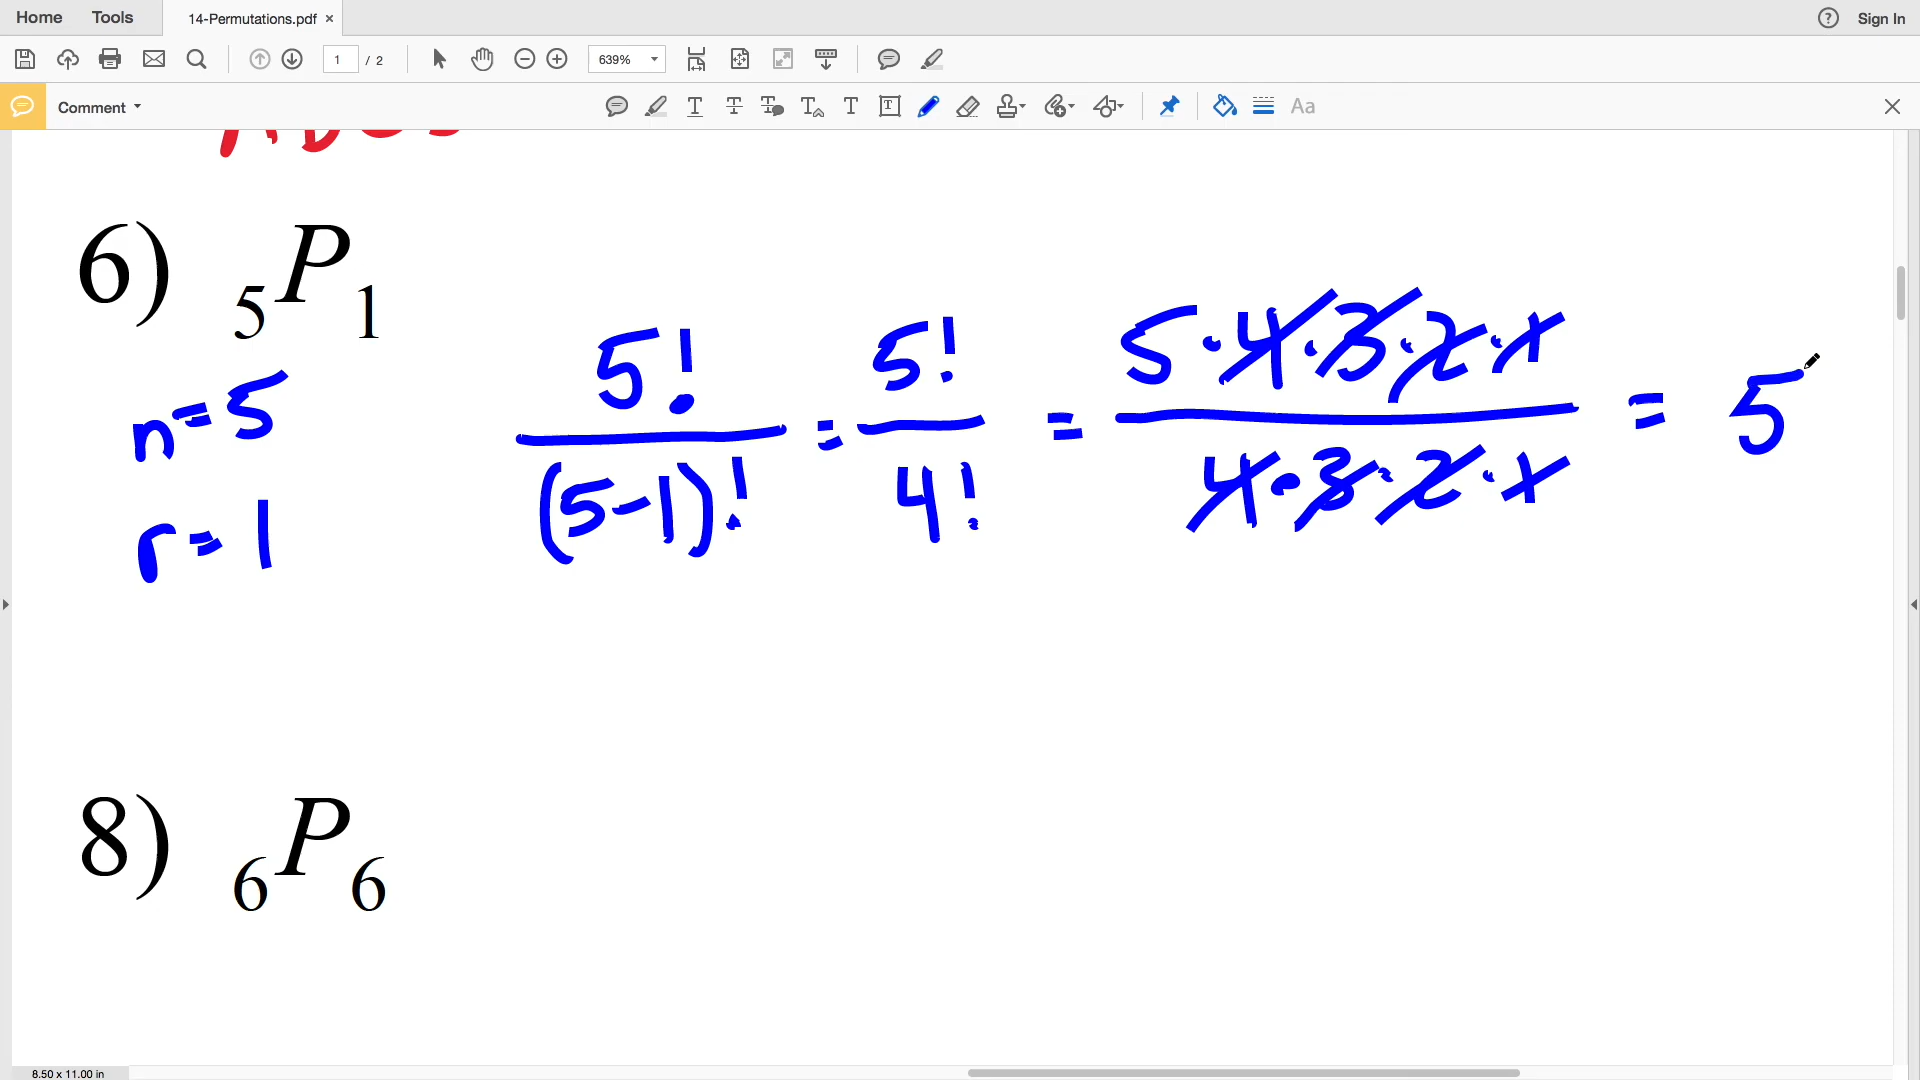 Home Tools 14-Permutations.pdf × ? Sign In
1 / 2 639%
Comment T T T T T T Aa
6) ₅P₁
n=5
r=1
5!/(5-1)! = 5!/4! = 5·4·3·2·1/4·3·2·1 = 5
8) ₆P₆
8.50 x 11.00 in